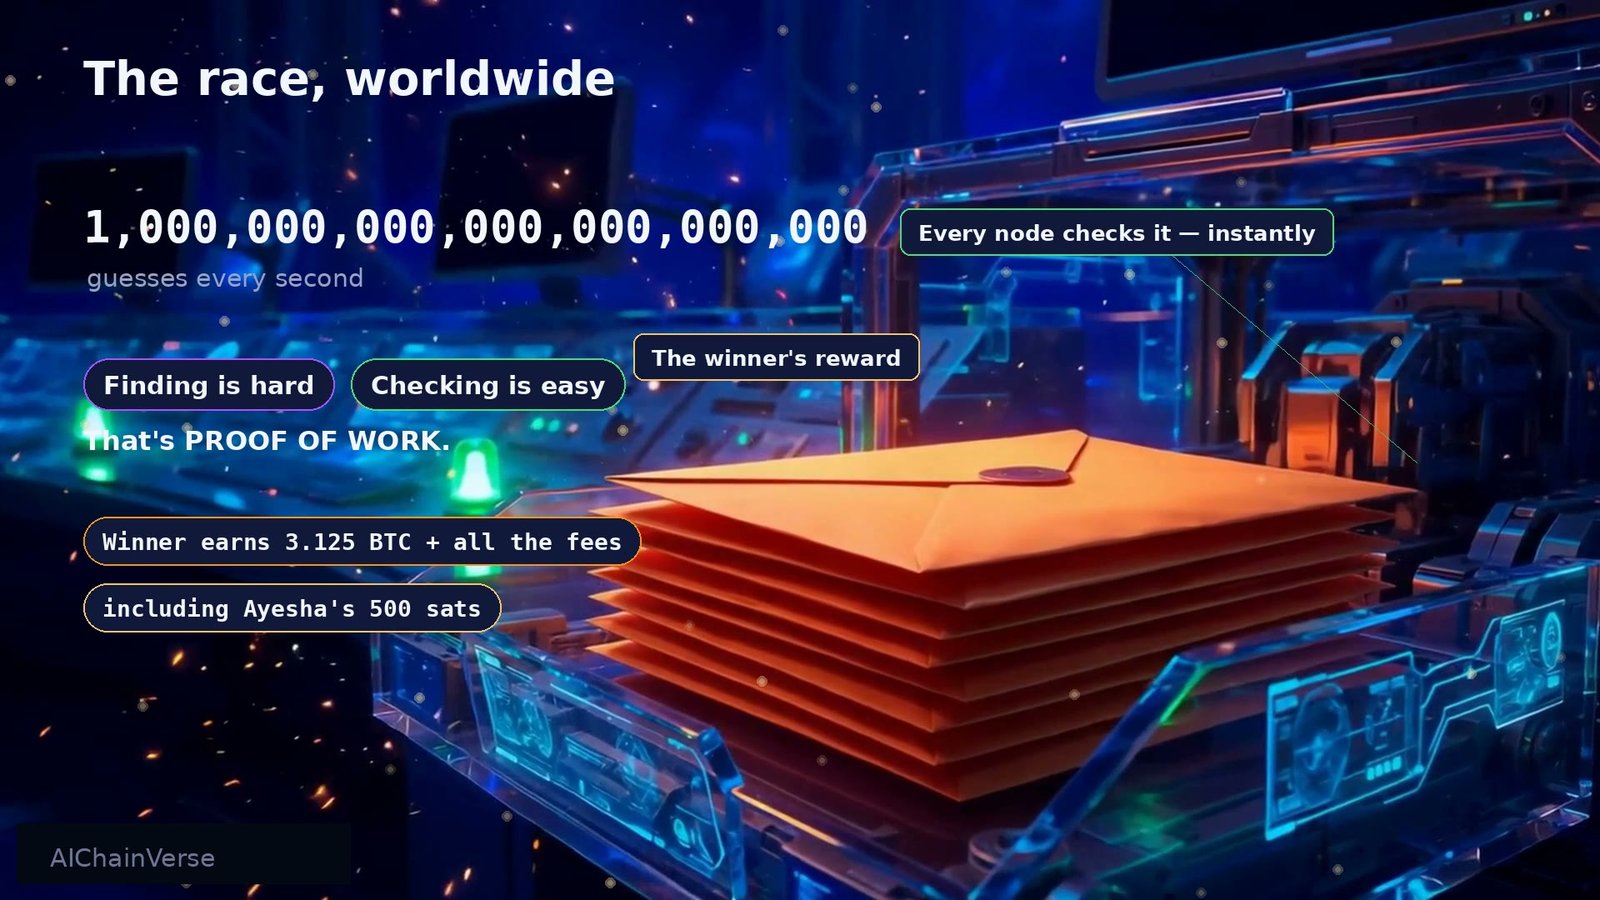 The race, worldwide
1,000,000,000,000,000,000,000
guesses every second
Every node checks it — instantly
The winner's reward
Finding is hard
Checking is easy
That's PROOF OF WORK.
Winner earns 3.125 BTC + all the fees
including Ayesha's 500 sats
AIChainVerse